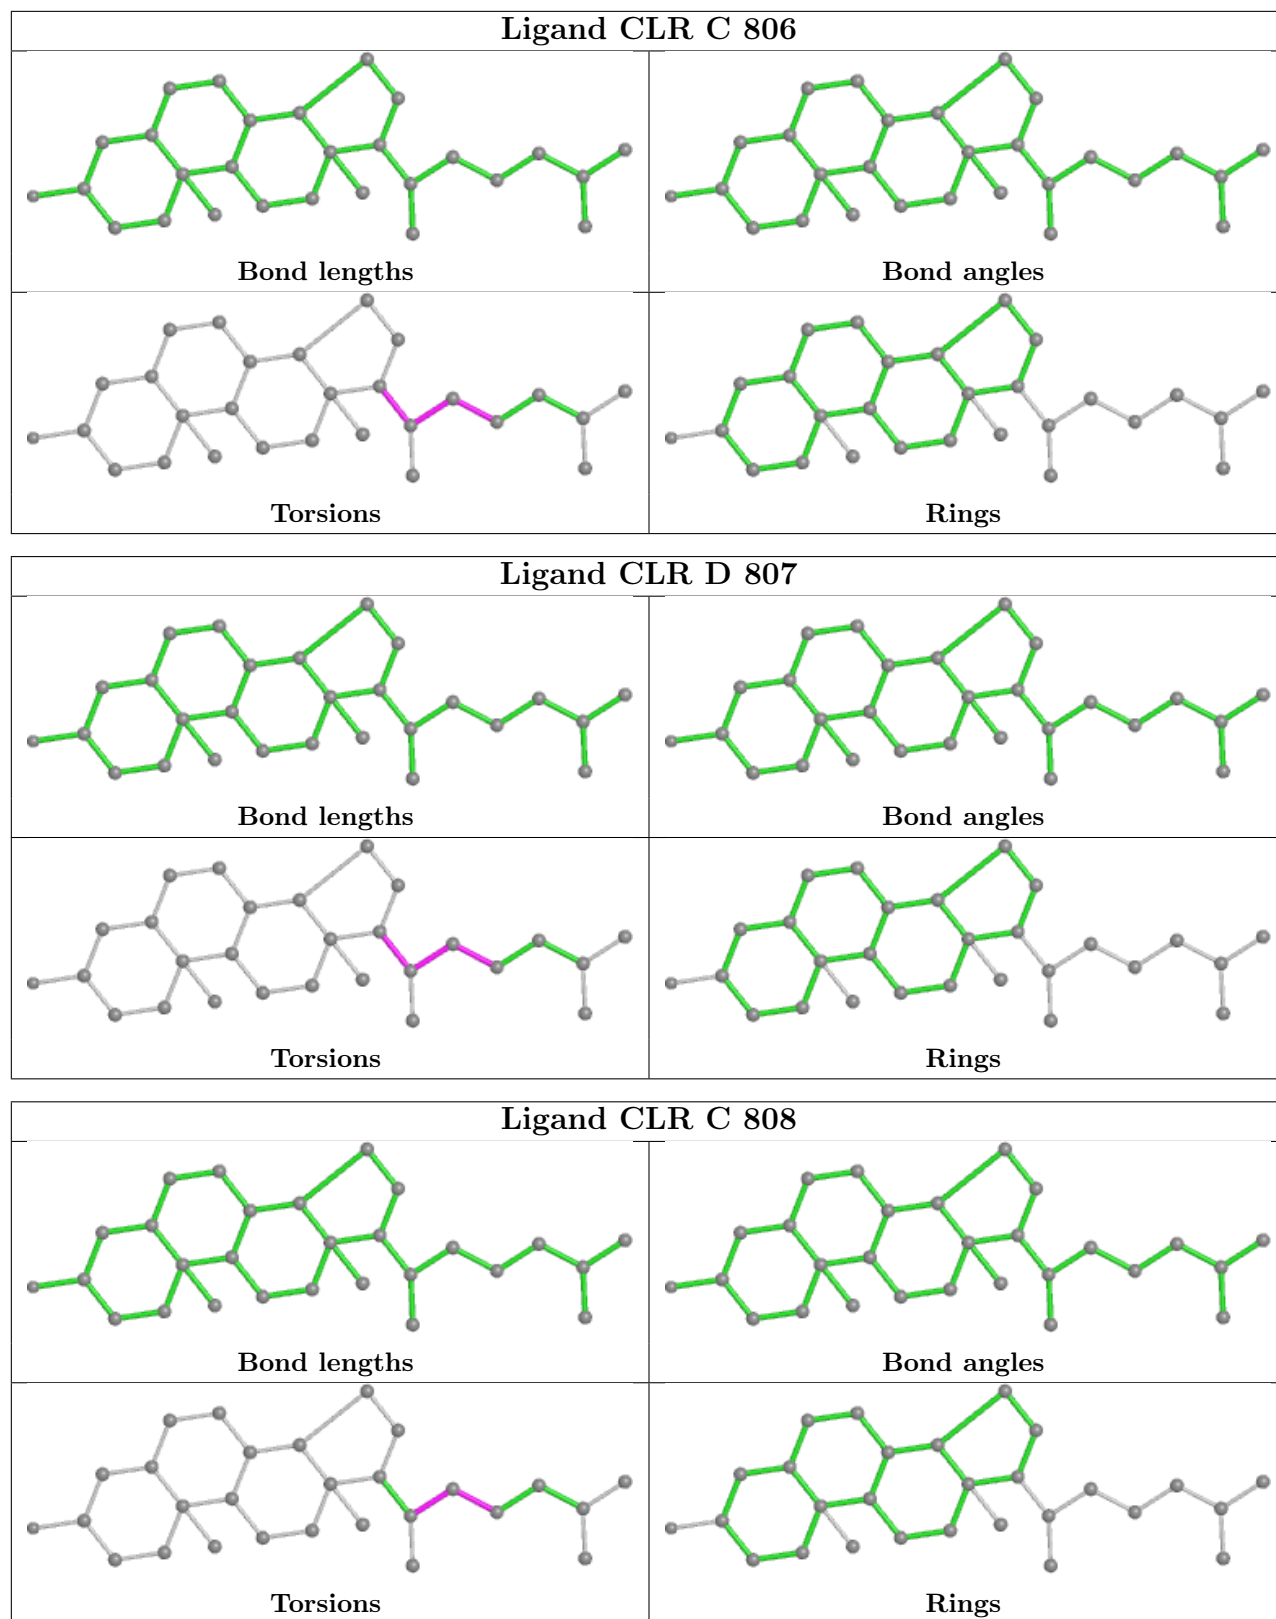 Ligand CLR C 806
Bond lengths
Bond angles
Torsions
Rings
Ligand CLR D 807
Bond lengths
Bond angles
Torsions
Rings
Ligand CLR C 808
Bond lengths
Bond angles
Torsions
Rings